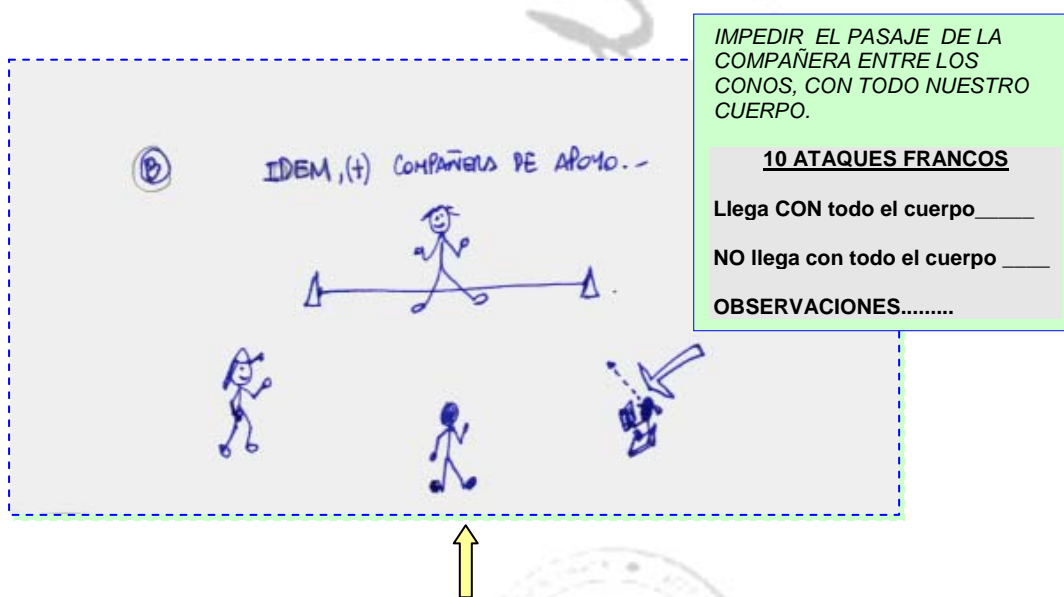 IMPEDIR EL PASAJE DE LA
COMPAÑERA ENTRE LOS
CONOS, CON TODO NUESTRO
CUERPO.
10 ATAQUES FRANCOS
Llega CON todo el cuerpo_____
NO llega con todo el cuerpo ____
OBSERVACIONES.........
B IDEM, (+) COMPAÑERA DE APOYO.-